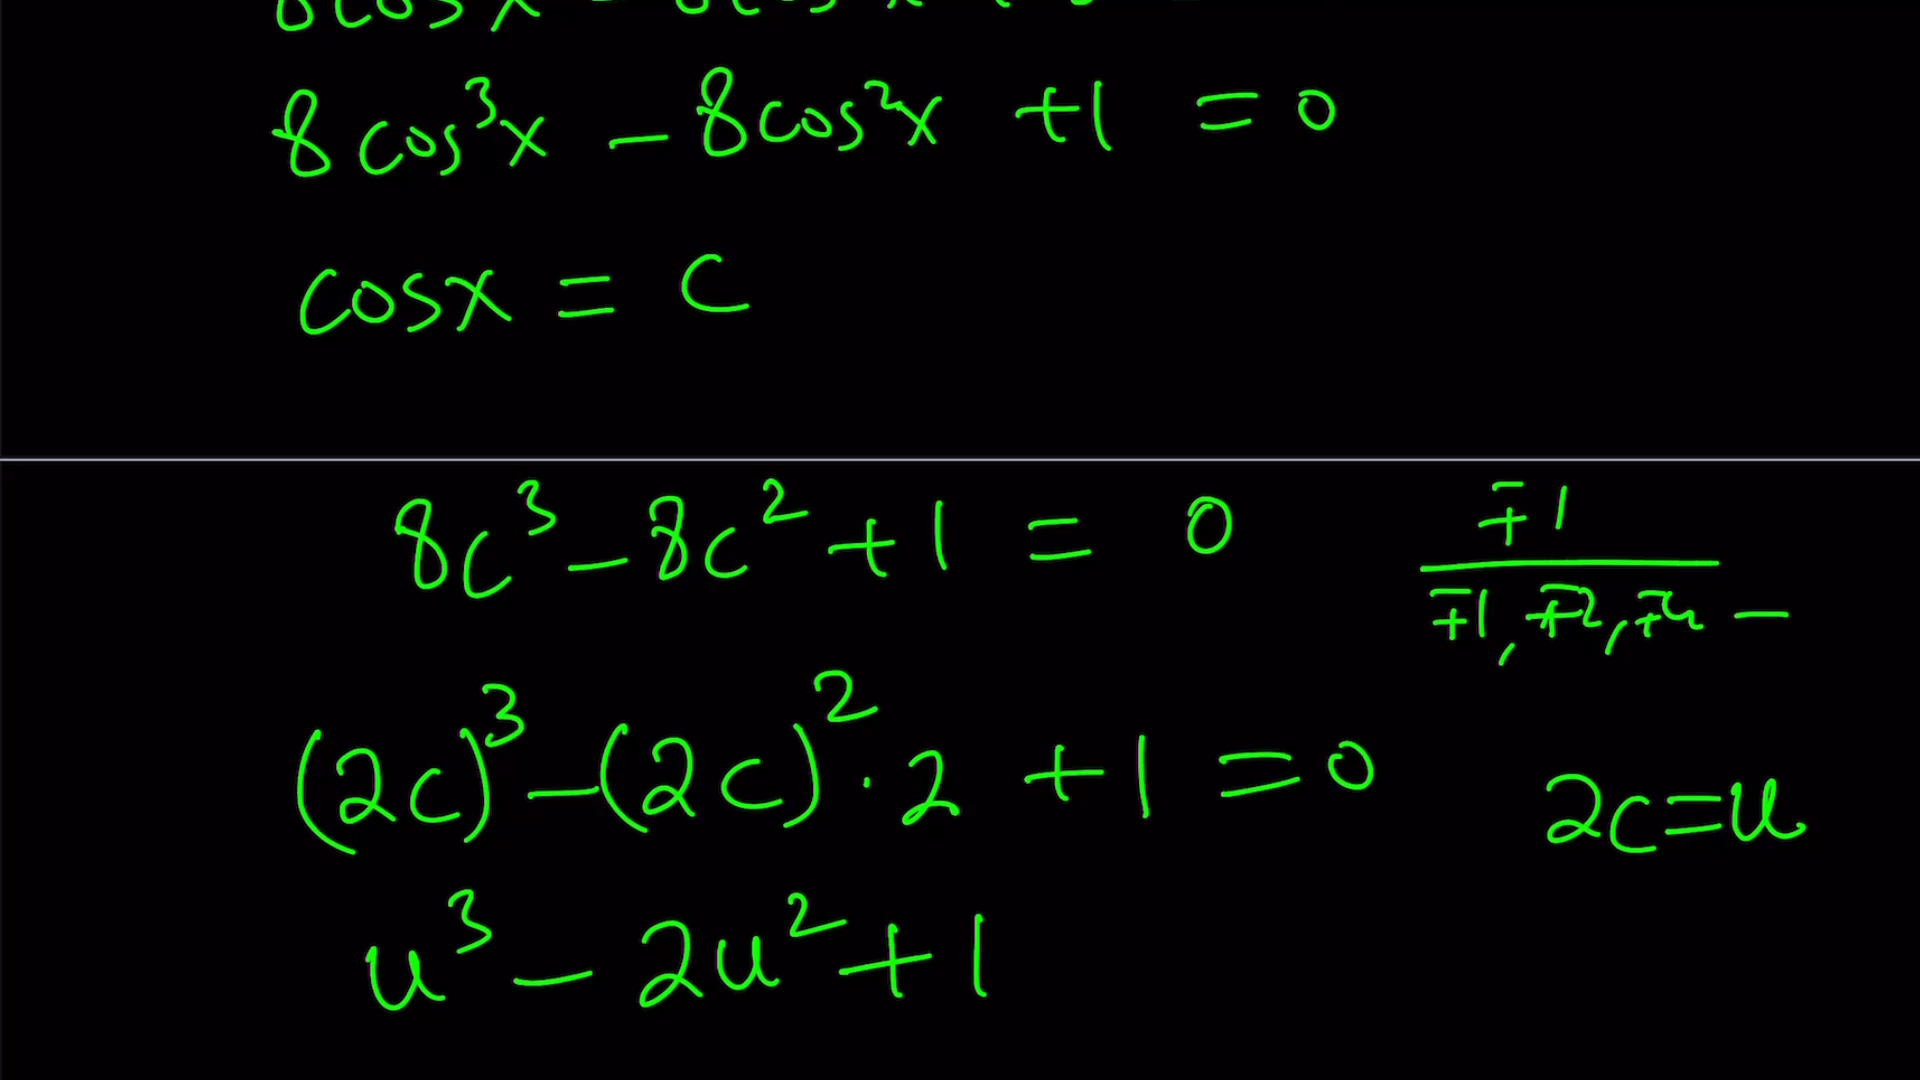 8cos³x - 8cos²x + 1 = 0
cosx = c
8c³ - 8c² + 1 = 0
∓1
∓1, ∓2, ∓4 -
(2c)³ - (2c)² · 2 + 1 = 0
2c = u
u³ - 2u² + 1